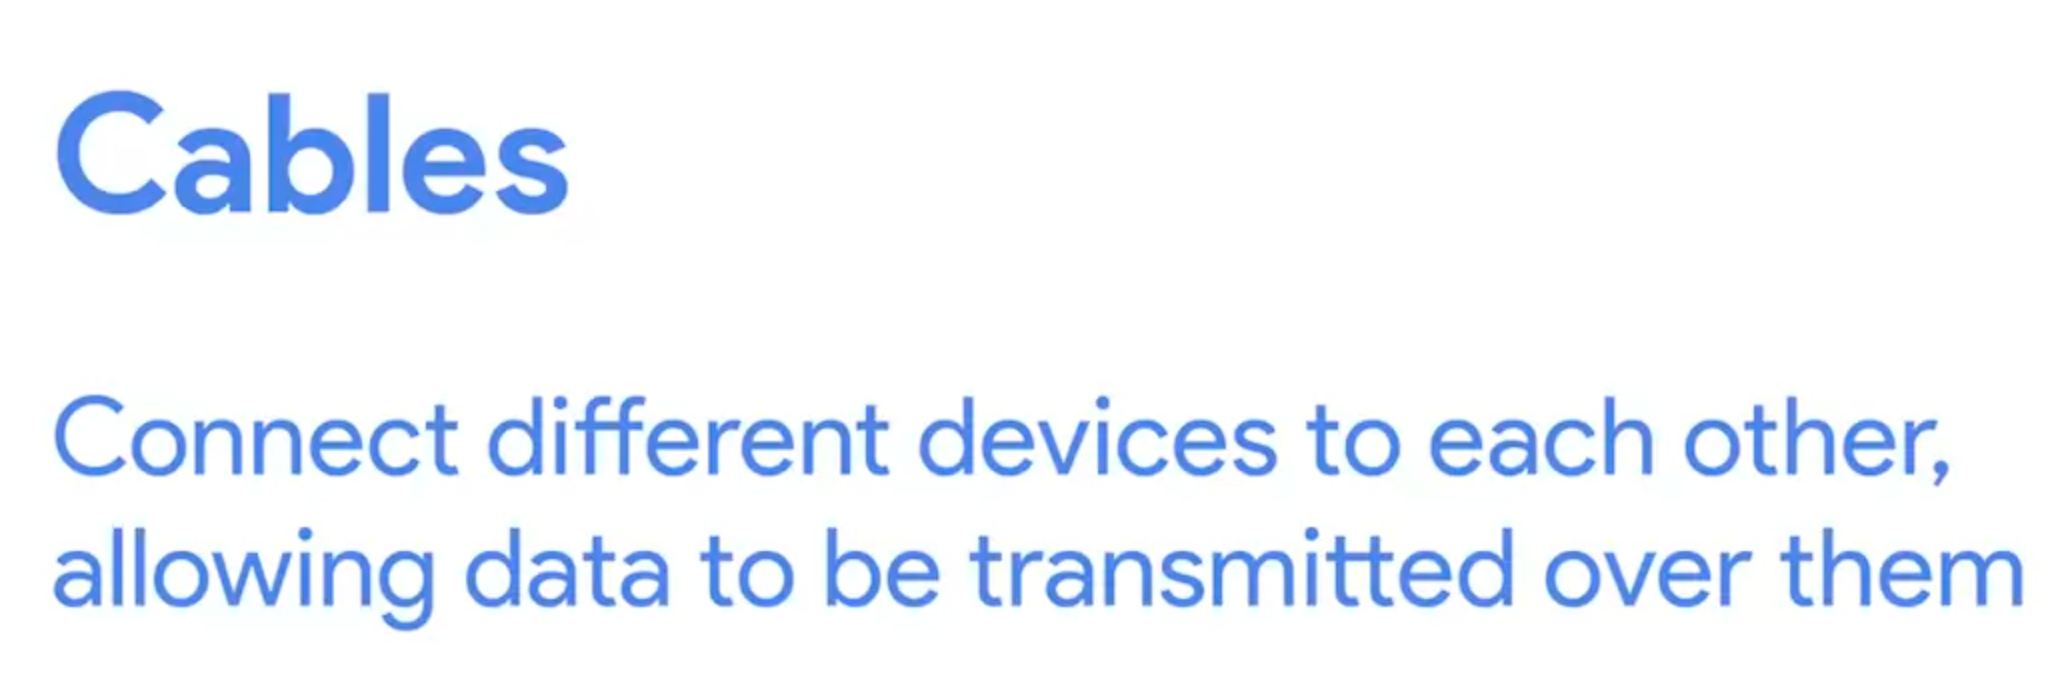 Cables
Connect different devices to each other,
allowing data to be transmitted over them